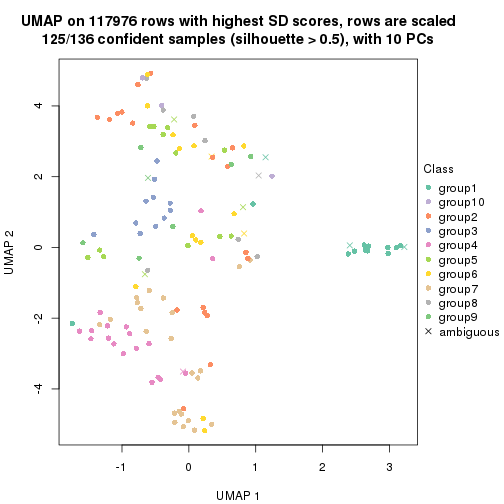 UMAP on 117976 rows with highest SD scores, rows are scaled
125/136 confident samples (silhouette > 0.5), with 10 PCs
Class
group1
group10
group2
group3
group4
group5
group6
group7
group8
group9
ambiguous
UMAP 2
4
2
0
-2
-4
-1
0
1
2
3
UMAP 1